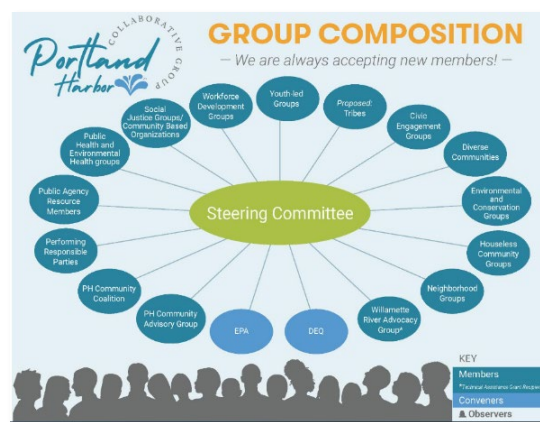 COLLABORATIVE GROUP
Portland
Harbor
GROUP COMPOSITION
— We are always accepting new members! —
Youth-led
Groups
Workforce
Development
Groups
Proposed:
Tribes
Social
Justice Groups/
Community Based
Organizations
Civic
Engagement
Groups
Public
Health and
Environmental
Health groups
Diverse
Communities
Public Agency
Resource
Members
Steering Committee
Environmental
and
Conservation
Groups
Performing
Responsible
Parties
Houseless
Community
Groups
PH Community
Coalition
Neighborhood
Groups
PH Community
Advisory Group
EPA
DEQ
Willamette
River Advocacy
Group*
KEY
Members
*Technical Assistance Grant
Conveners
Observers